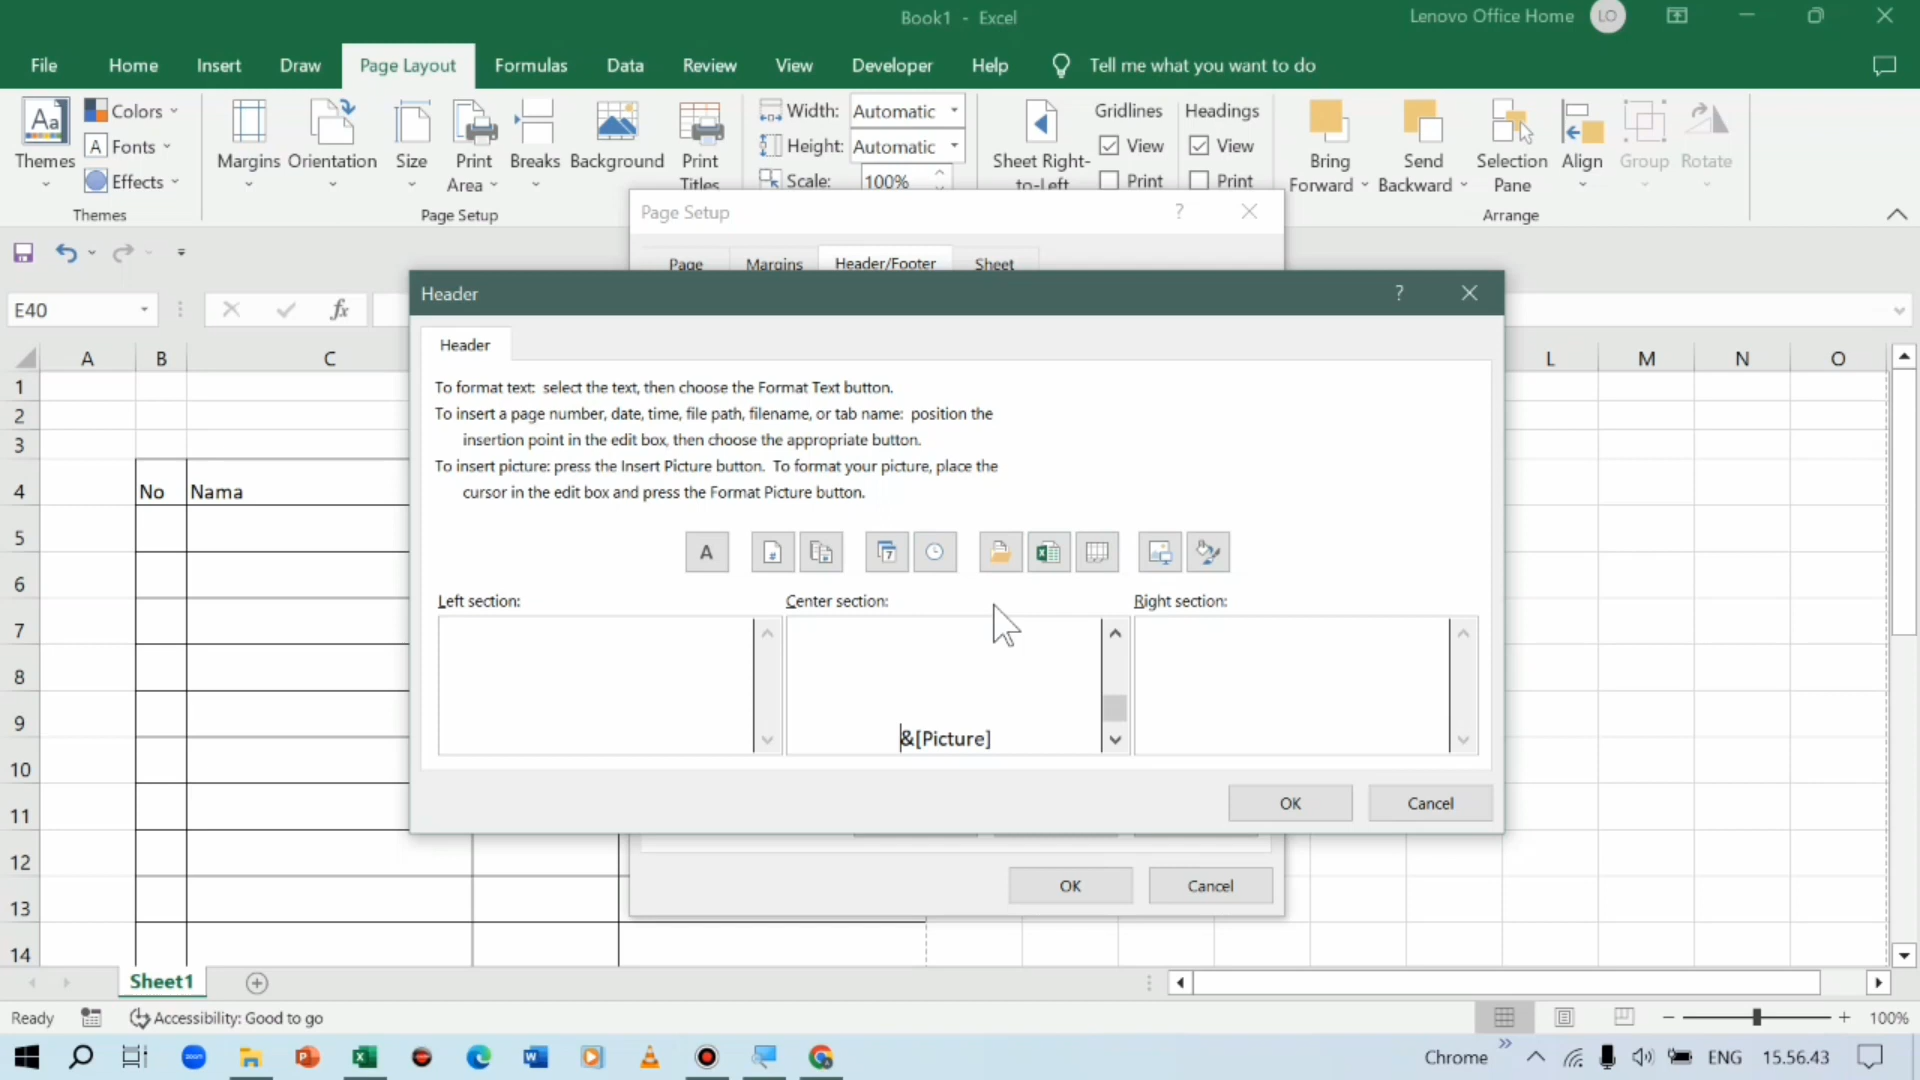 Book1 - Excel
Lenovo Office Home
LO
File
Home
Insert
Draw
Page Layout
Formulas
Data
Review
View
Developer
Help
Tell me what you want to do
Aa
Themes
Colors
A
Fonts
Effects
Themes
Margins
Orientation
Size
Print
Area
Breaks
Background
Print
Titles
Page Setup
Width: Automatic
Height: Automatic
Scale: 100%
Sheet Right-
to-Left
Gridlines
View
Print
Headings
View
Print
Bring
Forward
Send
Backward
Selection
Pane
Align
Group
Rotate
Arrange
Page Setup ?
Page
Margins
Header/Footer
Sheet
E40
fx
Header ?
Header
To format text: select the text, then choose the Format Text button.
To insert a page number, date, time, file path, filename, or tab name: position the
insertion point in the edit box, then choose the appropriate button.
To insert picture: press the Insert Picture button. To format your picture, place the
cursor in the edit box and press the Format Picture button.
A
#
7
Left section:
Center section:
Right section:
&[Picture]
OK
Cancel
OK
Cancel
A B C L M N O
1
2
3
4 No Nama
5
6
7
8
9
10
11
12
13
14
Sheet1
Ready
Accessibility: Good to go
100%
zoom
Chrome
ENG
15.56.43